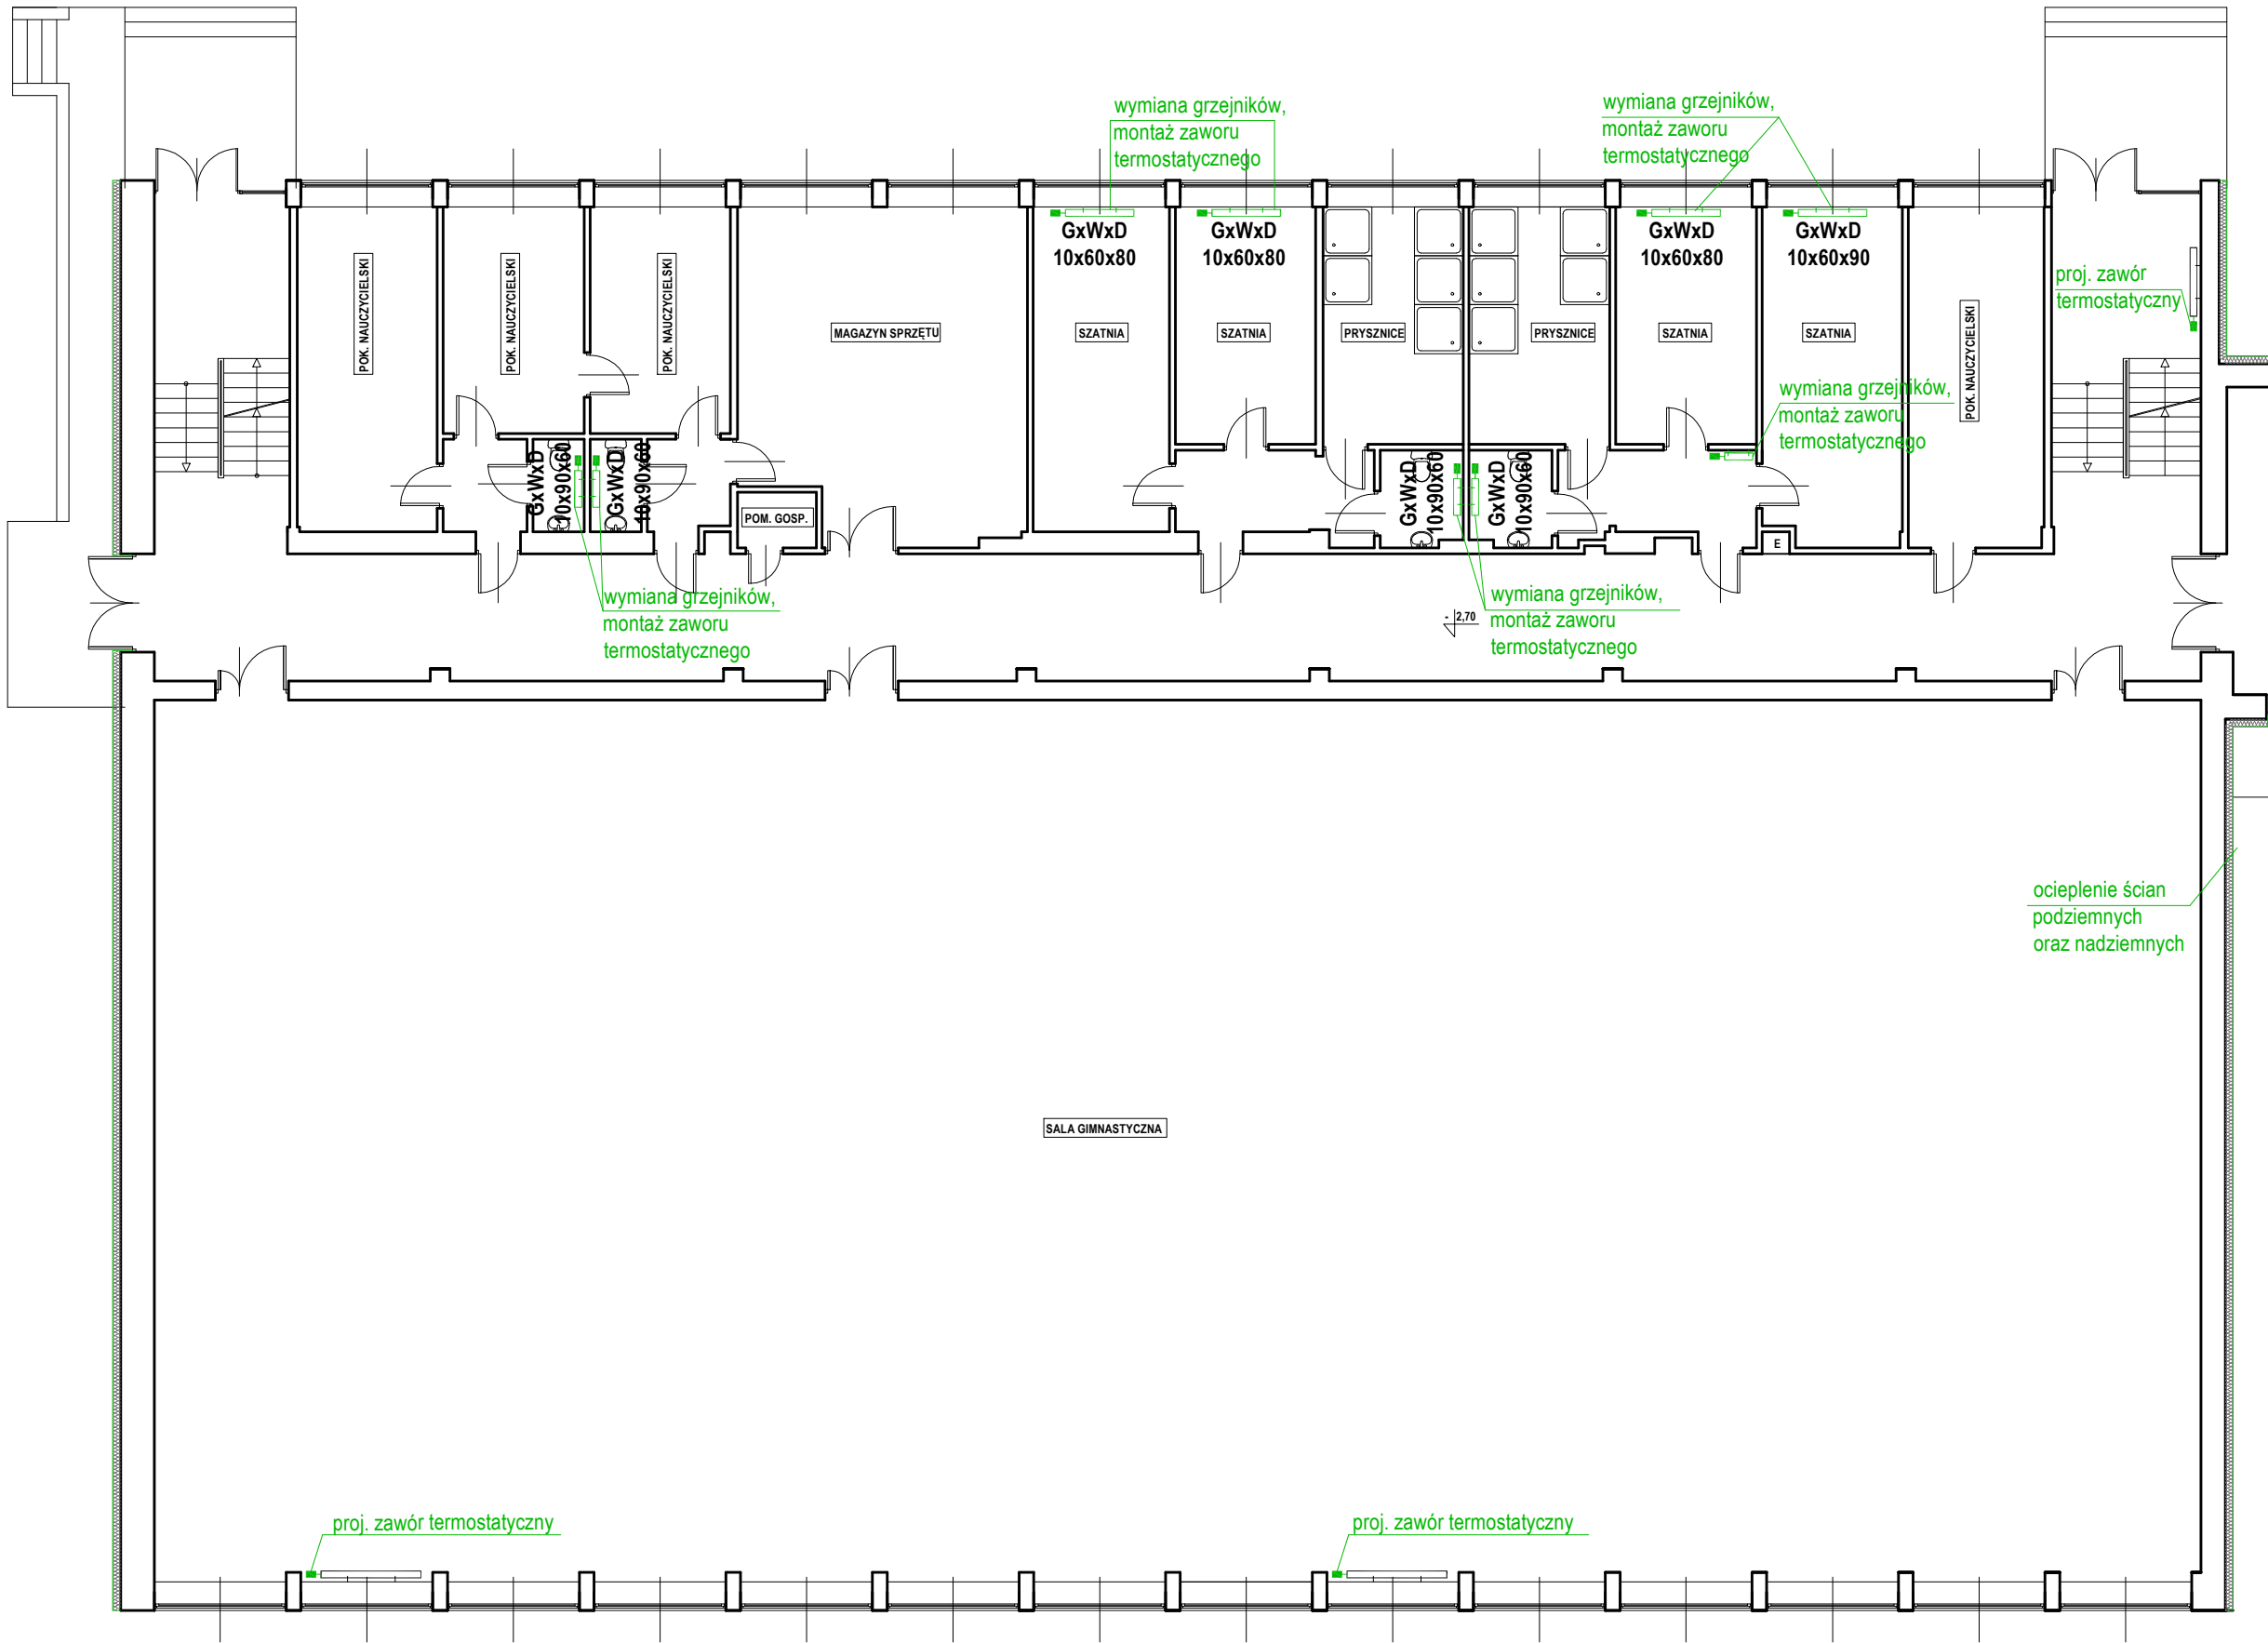 wymiana grzejników,
montaż zaworu
termostatycznego
wymiana grzejników,
montaż zaworu
termostatycznego
GxWxD
10x60x80
GxWxD
10x60x80
GxWxD
10x60x80
GxWxD
10x60x90
proj. zawór
termostatyczny
POK. NAUCZYCIELSKI
POK. NAUCZYCIELSKI
POK. NAUCZYCIELSKI
MAGAZYN SPRZĘTU
SZATNIA
SZATNIA
PRYSZNICE
PRYSZNICE
SZATNIA
SZATNIA
POK. NAUCZYCIELSKI
wymiana grzejników,
montaż zaworu
termostatycznego
GxWxD
10x90x60
GxWxD
10x90x60
GxWxD
10x90x60
GxWxD
10x90x60
POM. GOSP.
E
wymiana grzejników,
montaż zaworu
termostatycznego
- 2,70
wymiana grzejników,
montaż zaworu
termostatycznego
ocieplenie ścian
podziemnych
oraz nadziemnych
SALA GIMNASTYCZNA
proj. zawór termostatyczny
proj. zawór termostatyczny